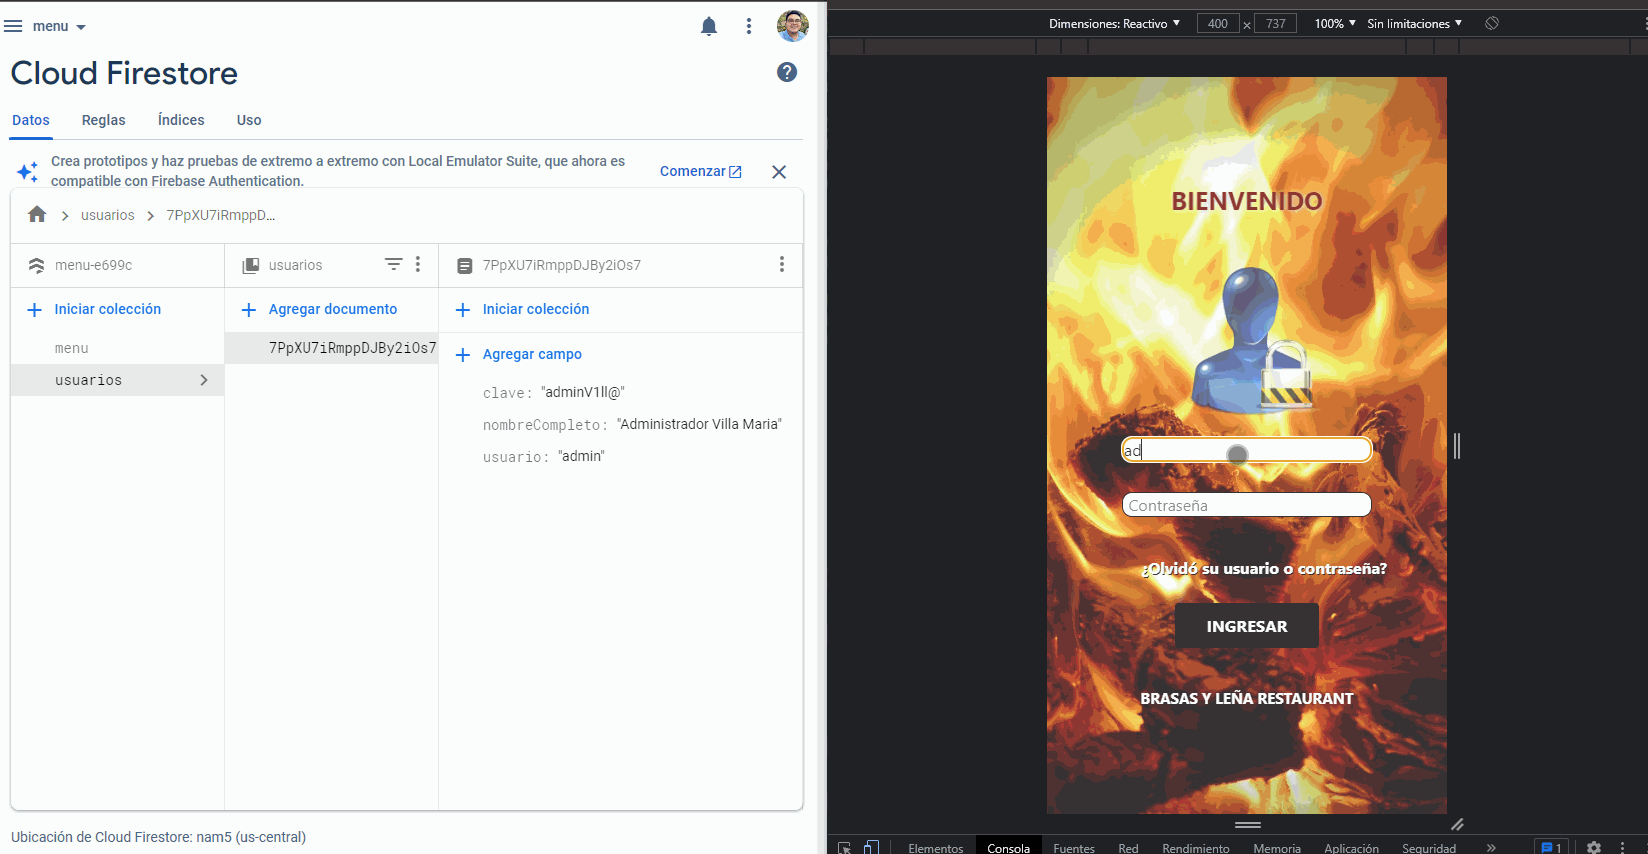 menu
Cloud Firestore
Datos Reglas Índices Uso
Crea prototipos y haz pruebas de extremo a extremo con Local Emulator Suite, que ahora es
compatible con Firebase Authentication.
Comenzar
usuarios 7PpXU7iRmppD...
menu-e699c
usuarios
7PpXU7iRmppDJBy2iOs7
Iniciar colección
Agregar documento
Iniciar colección
menu
usuarios
7PpXU7iRmppDJBy2iOs7
Agregar campo
clave: "adminV1ll@"
nombreCompleto: "Administrador Villa Maria"
usuario: "admin"
Ubicación de Cloud Firestore: nam5 (us-central)
Dimensiones: Reactivo 400 × 737 100% Sin limitaciones
BIENVENIDO
ad
Contraseña
¿Olvidó su usuario o contraseña?
INGRESAR
BRASAS Y LEÑA RESTAURANT
Elementos Consola Fuentes Red Rendimiento Memoria Aplicación Seguridad » 1